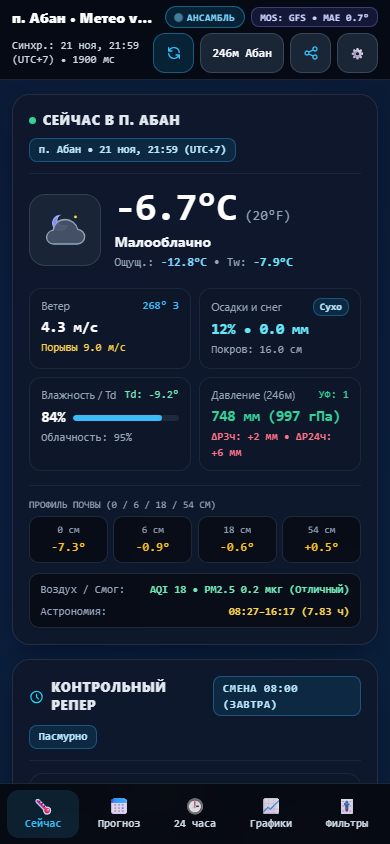 п. Абан • Метео v...
АНСАМБЛЬ
MOS: GFS • MAE 0.7°
Синхр.: 21 ноя, 21:59
(UTC+7) • 1900 мс
246м Абан
СЕЙЧАС В П. АБАН
п. Абан • 21 ноя, 21:59 (UTC+7)
-6.7°C (20°F)
Малооблачно
Ощущ.: -12.8°C • Tw: -7.9°C
Ветер 268° З
4.3 м/с
Порывы 9.0 м/с
Осадки и снег Сухо
12% • 0.0 мм
Покров: 16.0 см
Влажность / Td Td: -9.2°
84%
Облачность: 95%
Давление (246м) УФ: 1
748 мм (997 гПа)
ΔP3ч: +2 мм • ΔP24ч:
+6 мм
ПРОФИЛЬ ПОЧВЫ (0 / 6 / 18 / 54 СМ)
0 см
-7.3°
6 см
-0.9°
18 см
-0.6°
54 см
+0.5°
Воздух / Смог: AQI 18 • PM2.5 0.2 мкг (Отличный)
Астрономия: 08:27–16:17 (7.83 ч)
КОНТРОЛЬНЫЙ
РЕПЕР
СМЕНА 08:00
(ЗАВТРА)
Пасмурно
Сейчас
Прогноз
24 часа
Графики
Фильтры